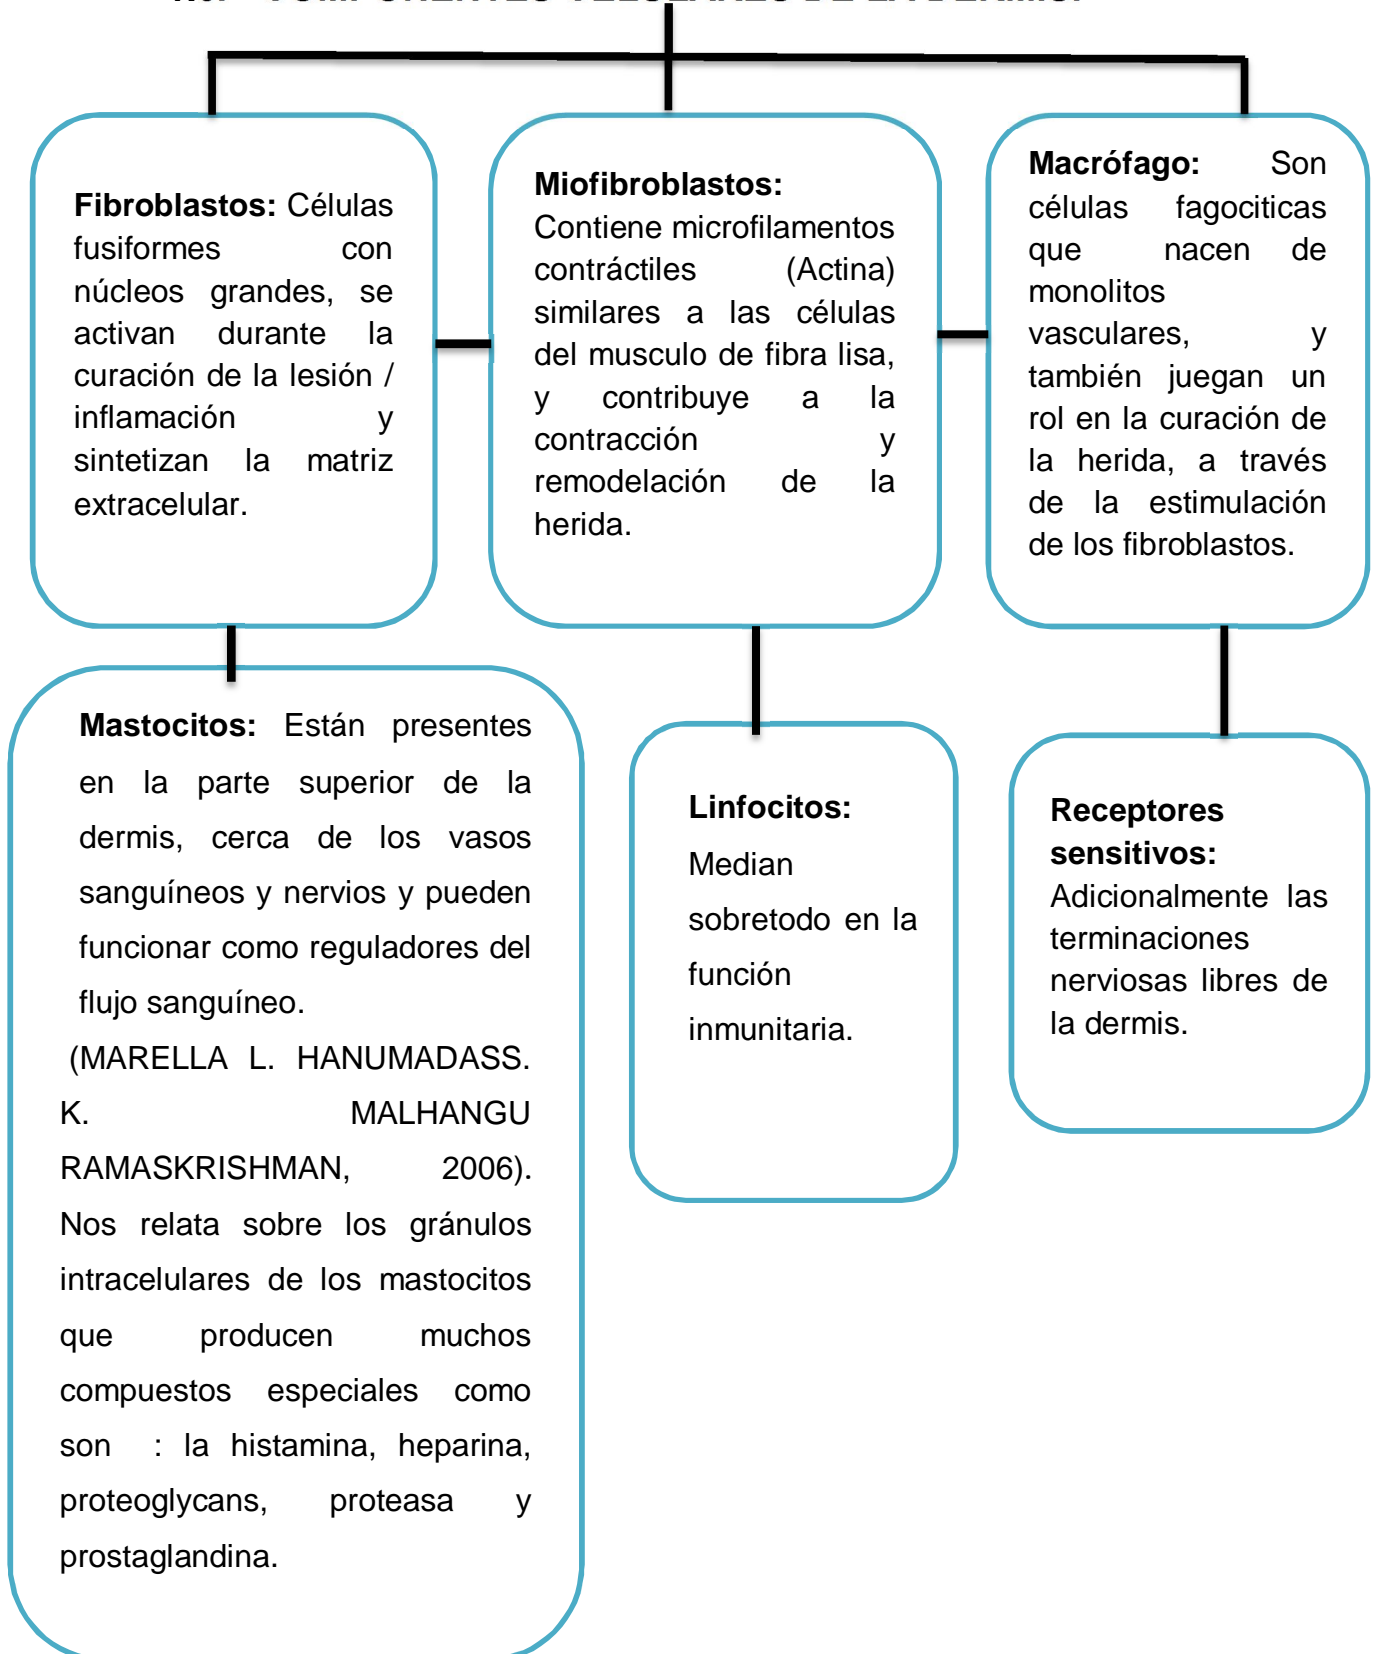 COMPONENTES CELULARES DE LA DERMIS.
Fibroblastos: Células
fusiformes con
núcleos grandes, se
activan durante la
curación de la lesión /
inflamación y
sintetizan la matriz
extracelular.
Miofibroblastos:
Contiene microfilamentos
contráctiles (Actina)
similares a las células
del musculo de fibra lisa,
y contribuye a la
contracción y
remodelación de la
herida.
Macrófago: Son
células fagociticas
que nacen de
monolitos
vasculares, y
también juegan un
rol en la curación de
la herida, a través
de la estimulación
de los fibroblastos.
Mastocitos: Están presentes
en la parte superior de la
dermis, cerca de los vasos
sanguíneos y nervios y pueden
funcionar como reguladores del
flujo sanguíneo.
(MARELLA L. HANUMADASS.
K. MALHANGU
RAMASKRISHMAN, 2006).
Nos relata sobre los gránulos
intracelulares de los mastocitos
que producen muchos
compuestos especiales como
son : la histamina, heparina,
proteoglycans, proteasa y
prostaglandina.
Linfocitos:
Median
sobretodo en la
función
inmunitaria.
Receptores
sensitivos:
Adicionalmente las
terminaciones
nerviosas libres de
la dermis.